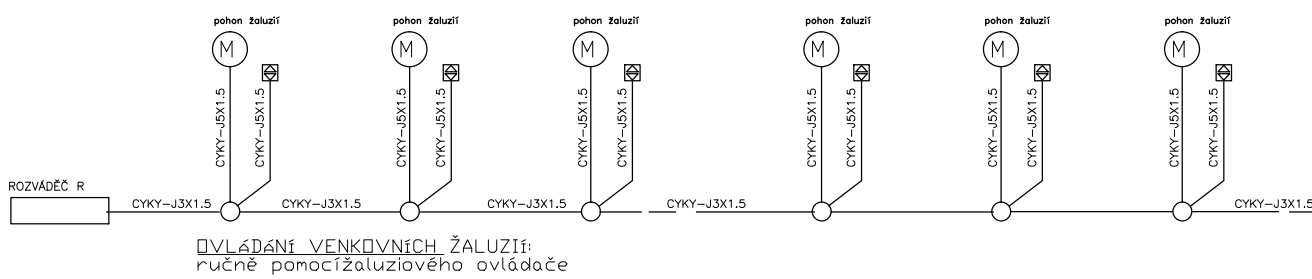 pohon žaluzií pohon žaluzií pohon žaluzií pohon žaluzií pohon žaluzií pohon žaluzií
M M M M M M
CYKY-J5X1.5 CYKY-J5X1.5 CYKY-J5X1.5 CYKY-J5X1.5 CYKY-J5X1.5 CYKY-J5X1.5 CYKY-J5X1.5 CYKY-J5X1.5 CYKY-J5X1.5 CYKY-J5X1.5 CYKY-J5X1.5 CYKY-J5X1.5
ROZVÁDĚČ R
CYKY-J3X1.5 CYKY-J3X1.5 CYKY-J3X1.5 CYKY-J3X1.5 CYKY-J3X1.5
OVLÁDÁNÍ VENKOVNÍCH ŽALUZIÍ:
ručně pomocížaluziového ovládače